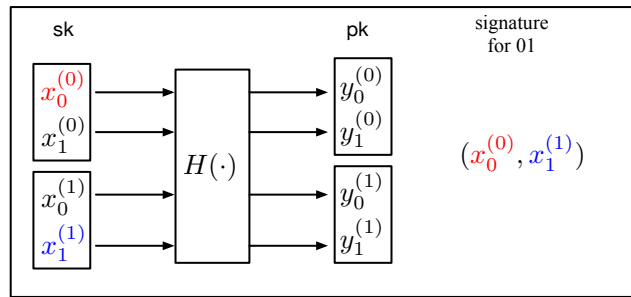 sk pk signature
for 01
x_0^{(0)} y_0^{(0)}
x_1^{(0)} y_1^{(0)}
H(·) (x_0^{(0)}, x_1^{(1)})
x_0^{(1)} y_0^{(1)}
x_1^{(1)} y_1^{(1)}